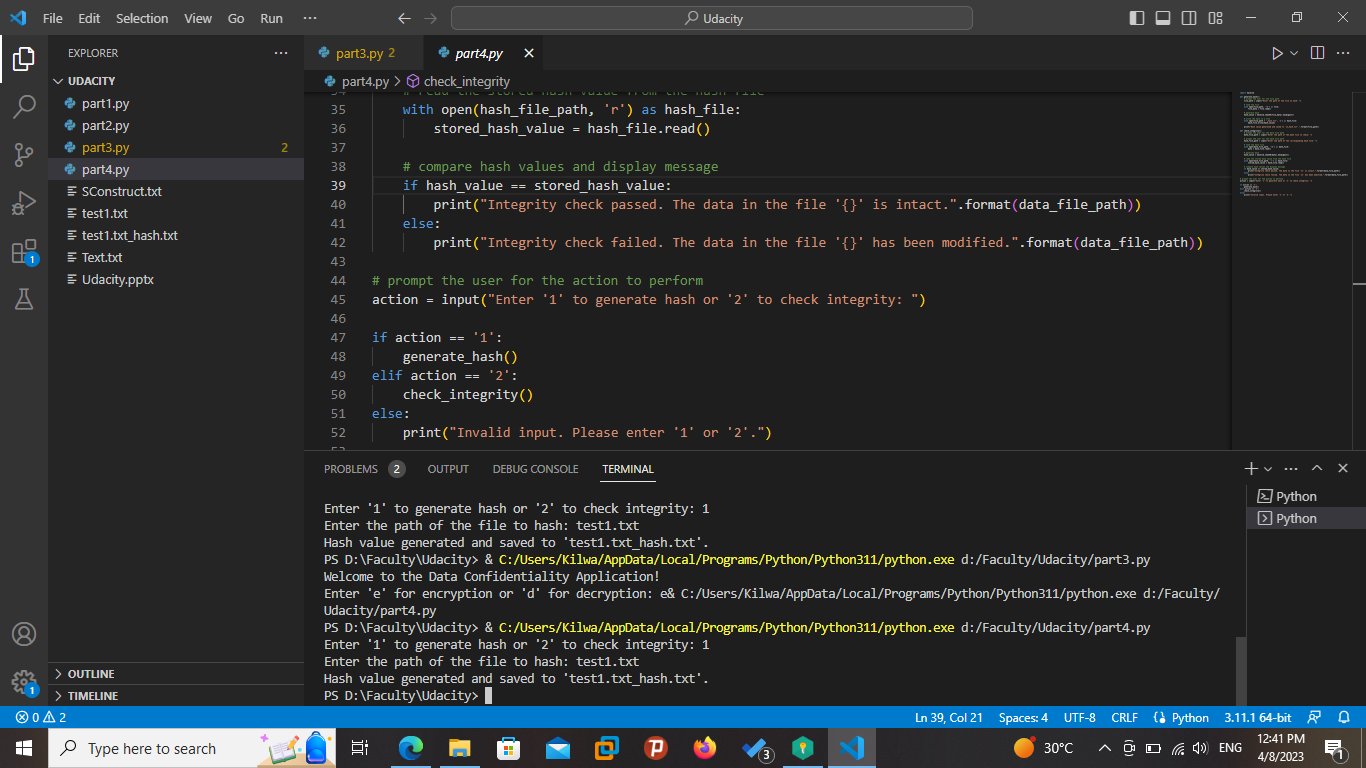 File Edit Selection View Go Run ···
Udacity
EXPLORER ···
part3.py 2
part4.py
UDACITY
part1.py
part2.py
part3.py 2
part4.py
SConstruct.txt
test1.txt
test1.txt_hash.txt
Text.txt
Udacity.pptx
OUTLINE
TIMELINE
1
1
part4.py > check_integrity
34 # read the stored hash value from the hash file
35 with open(hash_file_path, 'r') as hash_file:
36 stored_hash_value = hash_file.read()
37
38 # compare hash values and display message
39 if hash_value == stored_hash_value:
40 print("Integrity check passed. The data in the file '{}' is intact.".format(data_file_path))
41 else:
42 print("Integrity check failed. The data in the file '{}' has been modified.".format(data_file_path))
43
44 # prompt the user for the action to perform
45 action = input("Enter '1' to generate hash or '2' to check integrity: ")
46
47 if action == '1':
48 generate_hash()
49 elif action == '2':
50 check_integrity()
51 else:
52 print("Invalid input. Please enter '1' or '2'.")
PROBLEMS 2 OUTPUT DEBUG CONSOLE TERMINAL
Python
Python
Enter '1' to generate hash or '2' to check integrity: 1
Enter the path of the file to hash: test1.txt
Hash value generated and saved to 'test1.txt_hash.txt'.
PS D:\Faculty\Udacity> & C:/Users/Kilwa/AppData/Local/Programs/Python/Python311/python.exe d:/Faculty/Udacity/part3.py
Welcome to the Data Confidentiality Application!
Enter 'e' for encryption or 'd' for decryption: e& C:/Users/Kilwa/AppData/Local/Programs/Python/Python311/python.exe d:/Faculty/
Udacity/part4.py
PS D:\Faculty\Udacity> & C:/Users/Kilwa/AppData/Local/Programs/Python/Python311/python.exe d:/Faculty/Udacity/part4.py
Enter '1' to generate hash or '2' to check integrity: 1
Enter the path of the file to hash: test1.txt
Hash value generated and saved to 'test1.txt_hash.txt'.
PS D:\Faculty\Udacity>
0 2 Ln 39, Col 21 Spaces: 4 UTF-8 CRLF Python 3.11.1 64-bit
Type here to search
3
30°C
ENG
12:41 PM
4/8/2023
1